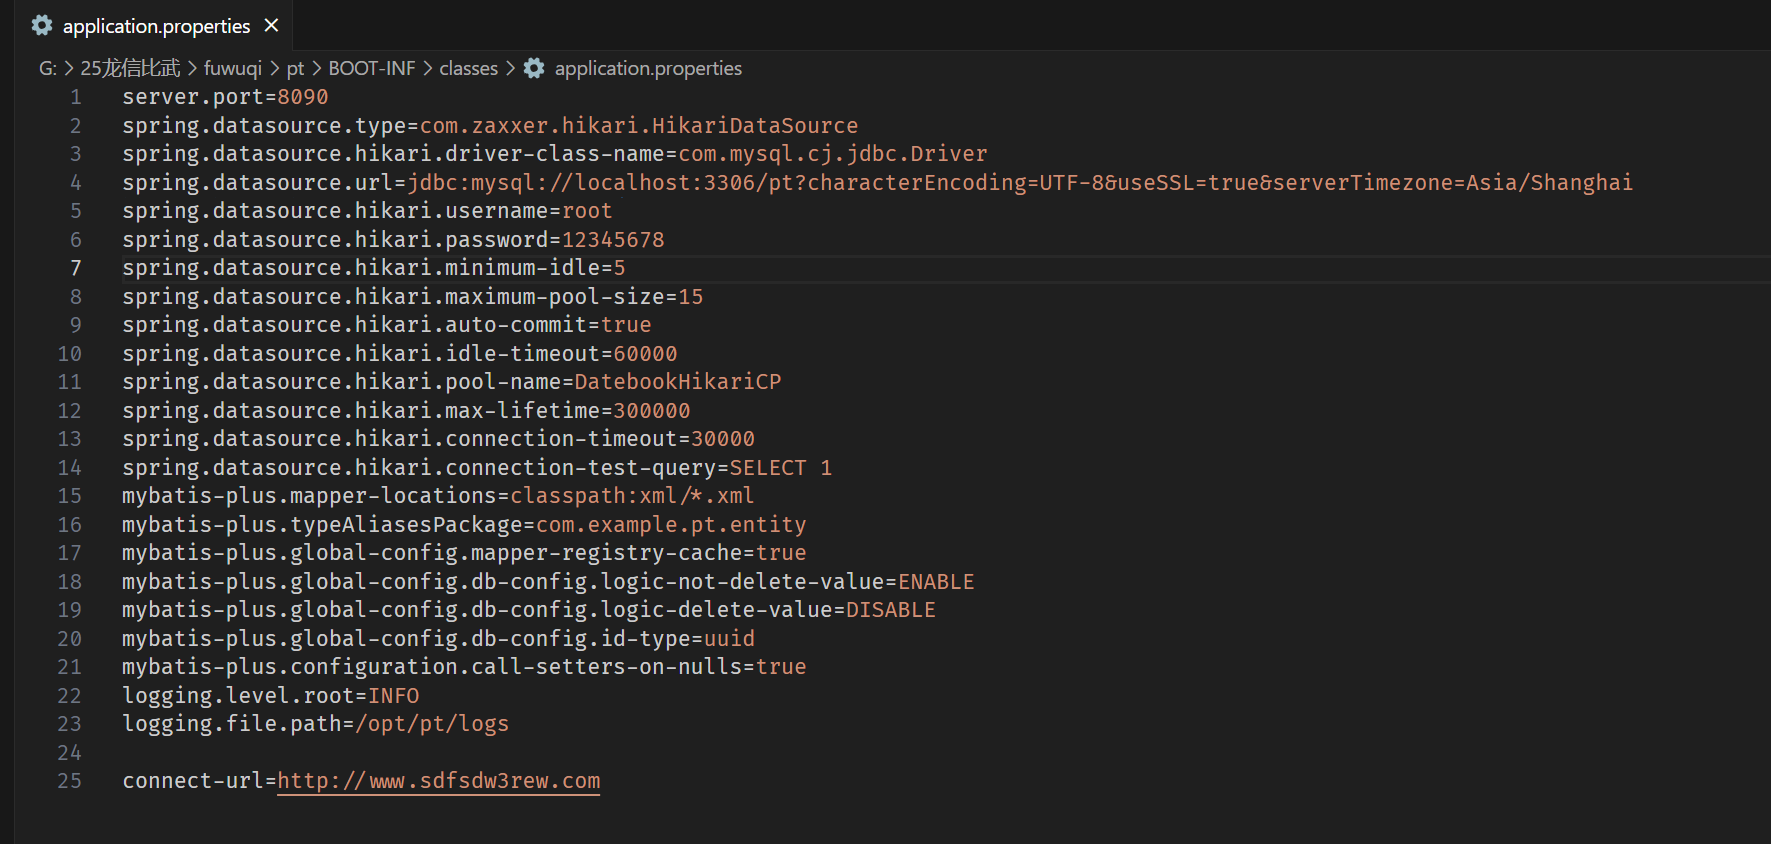 application.properties
G: > 25龙信比武 > fuwuqi > pt > BOOT-INF > classes > application.properties
1 server.port=8090
2 spring.datasource.type=com.zaxxer.hikari.HikariDataSource
3 spring.datasource.hikari.driver-class-name=com.mysql.cj.jdbc.Driver
4 spring.datasource.url=jdbc:mysql://localhost:3306/pt?characterEncoding=UTF-8&useSSL=true&serverTimezone=Asia/Shanghai
5 spring.datasource.hikari.username=root
6 spring.datasource.hikari.password=12345678
7 spring.datasource.hikari.minimum-idle=5
8 spring.datasource.hikari.maximum-pool-size=15
9 spring.datasource.hikari.auto-commit=true
10 spring.datasource.hikari.idle-timeout=60000
11 spring.datasource.hikari.pool-name=DatebookHikariCP
12 spring.datasource.hikari.max-lifetime=300000
13 spring.datasource.hikari.connection-timeout=30000
14 spring.datasource.hikari.connection-test-query=SELECT 1
15 mybatis-plus.mapper-locations=classpath:xml/*.xml
16 mybatis-plus.typeAliasesPackage=com.example.pt.entity
17 mybatis-plus.global-config.mapper-registry-cache=true
18 mybatis-plus.global-config.db-config.logic-not-delete-value=ENABLE
19 mybatis-plus.global-config.db-config.logic-delete-value=DISABLE
20 mybatis-plus.global-config.db-config.id-type=uuid
21 mybatis-plus.configuration.call-setters-on-nulls=true
22 logging.level.root=INFO
23 logging.file.path=/opt/pt/logs
24
25 connect-url=http://www.sdfsdw3rew.com